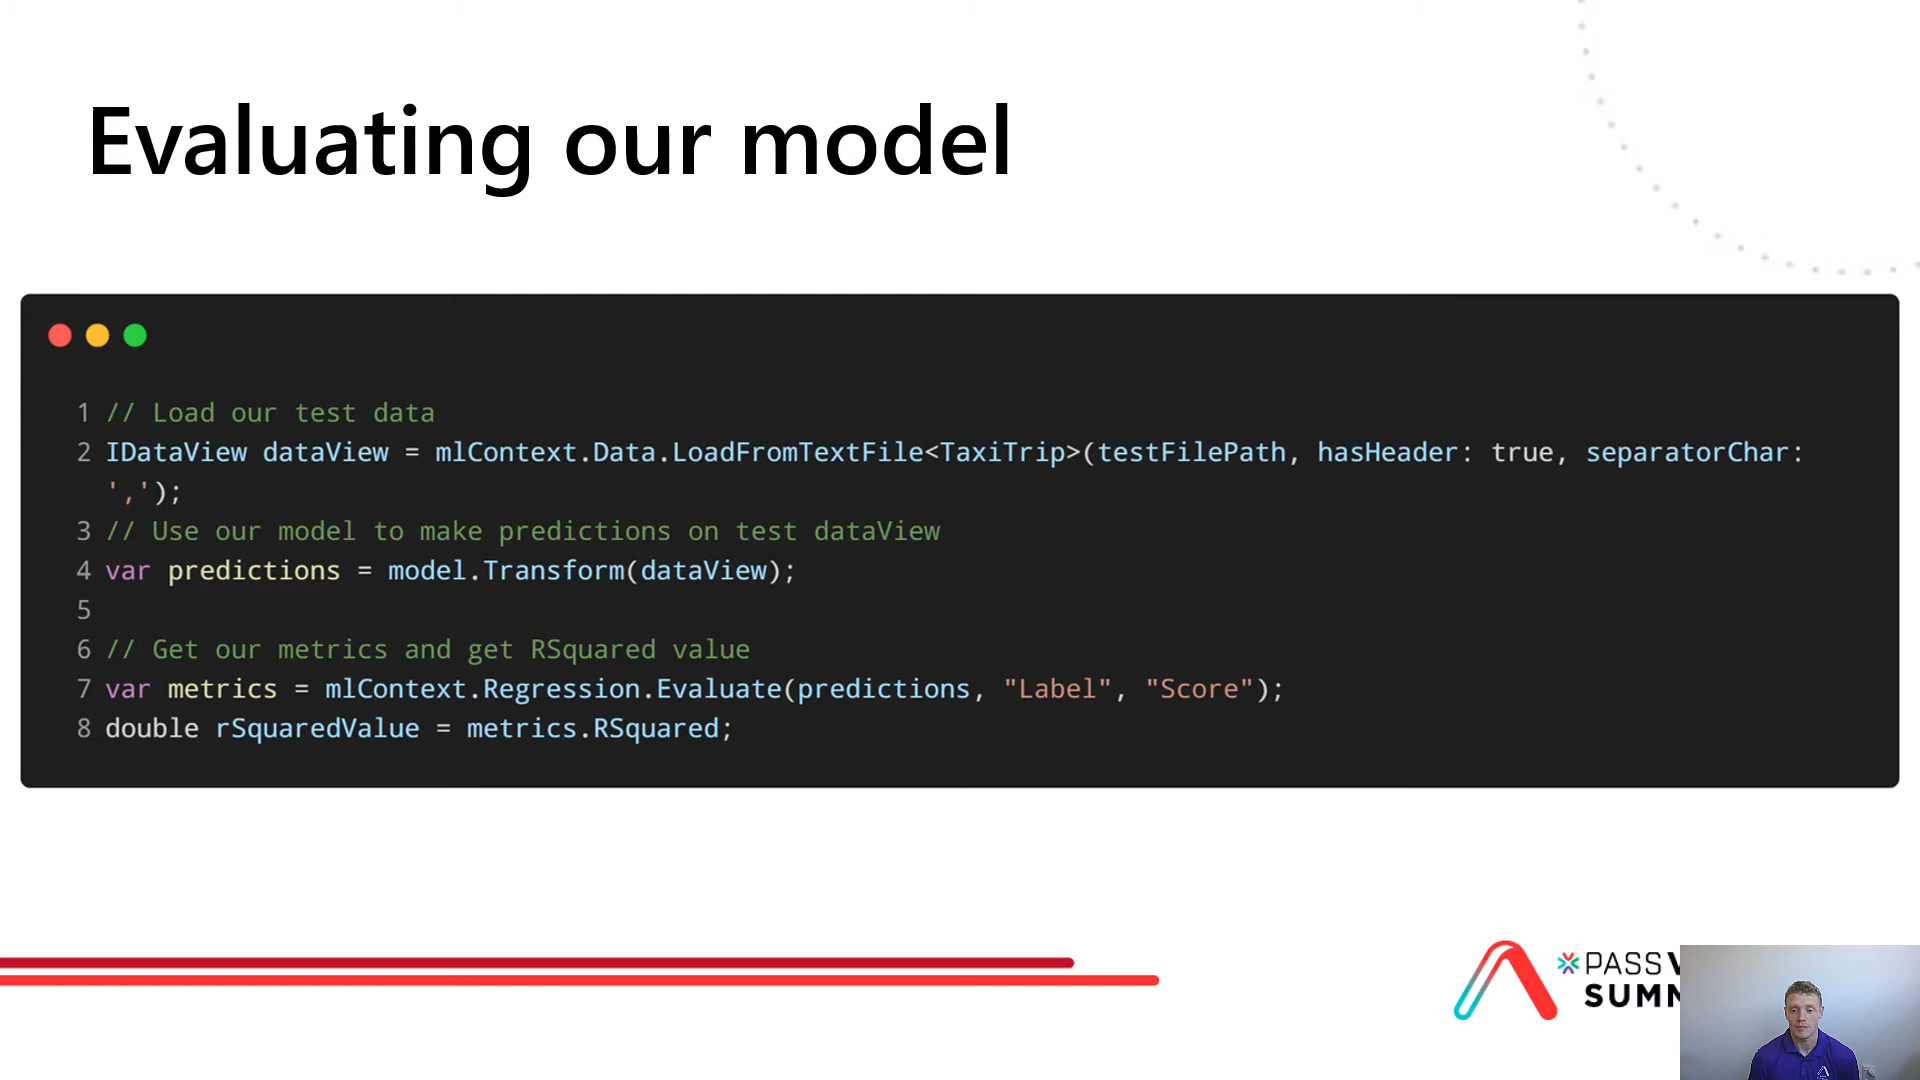 Evaluating our model
1 // Load our test data
2 IDataView dataView = mlContext.Data.LoadFromTextFile<TaxiTrip>(testFilePath, hasHeader: true, separatorChar:
',');
3 // Use our model to make predictions on test dataView
4 var predictions = model.Transform(dataView);
5
6 // Get our metrics and get RSquared value
7 var metrics = mlContext.Regression.Evaluate(predictions, "Label", "Score");
8 double rSquaredValue = metrics.RSquared;
PASS